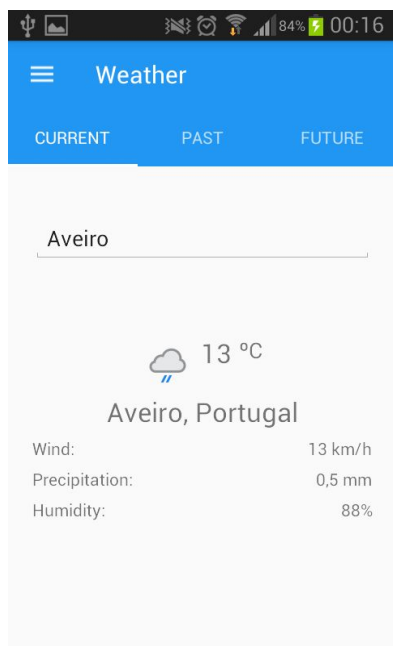 84% 00:16
Weather
CURRENT PAST FUTURE
Aveiro
13 ºC
Aveiro, Portugal
Wind: 13 km/h
Precipitation: 0,5 mm
Humidity: 88%